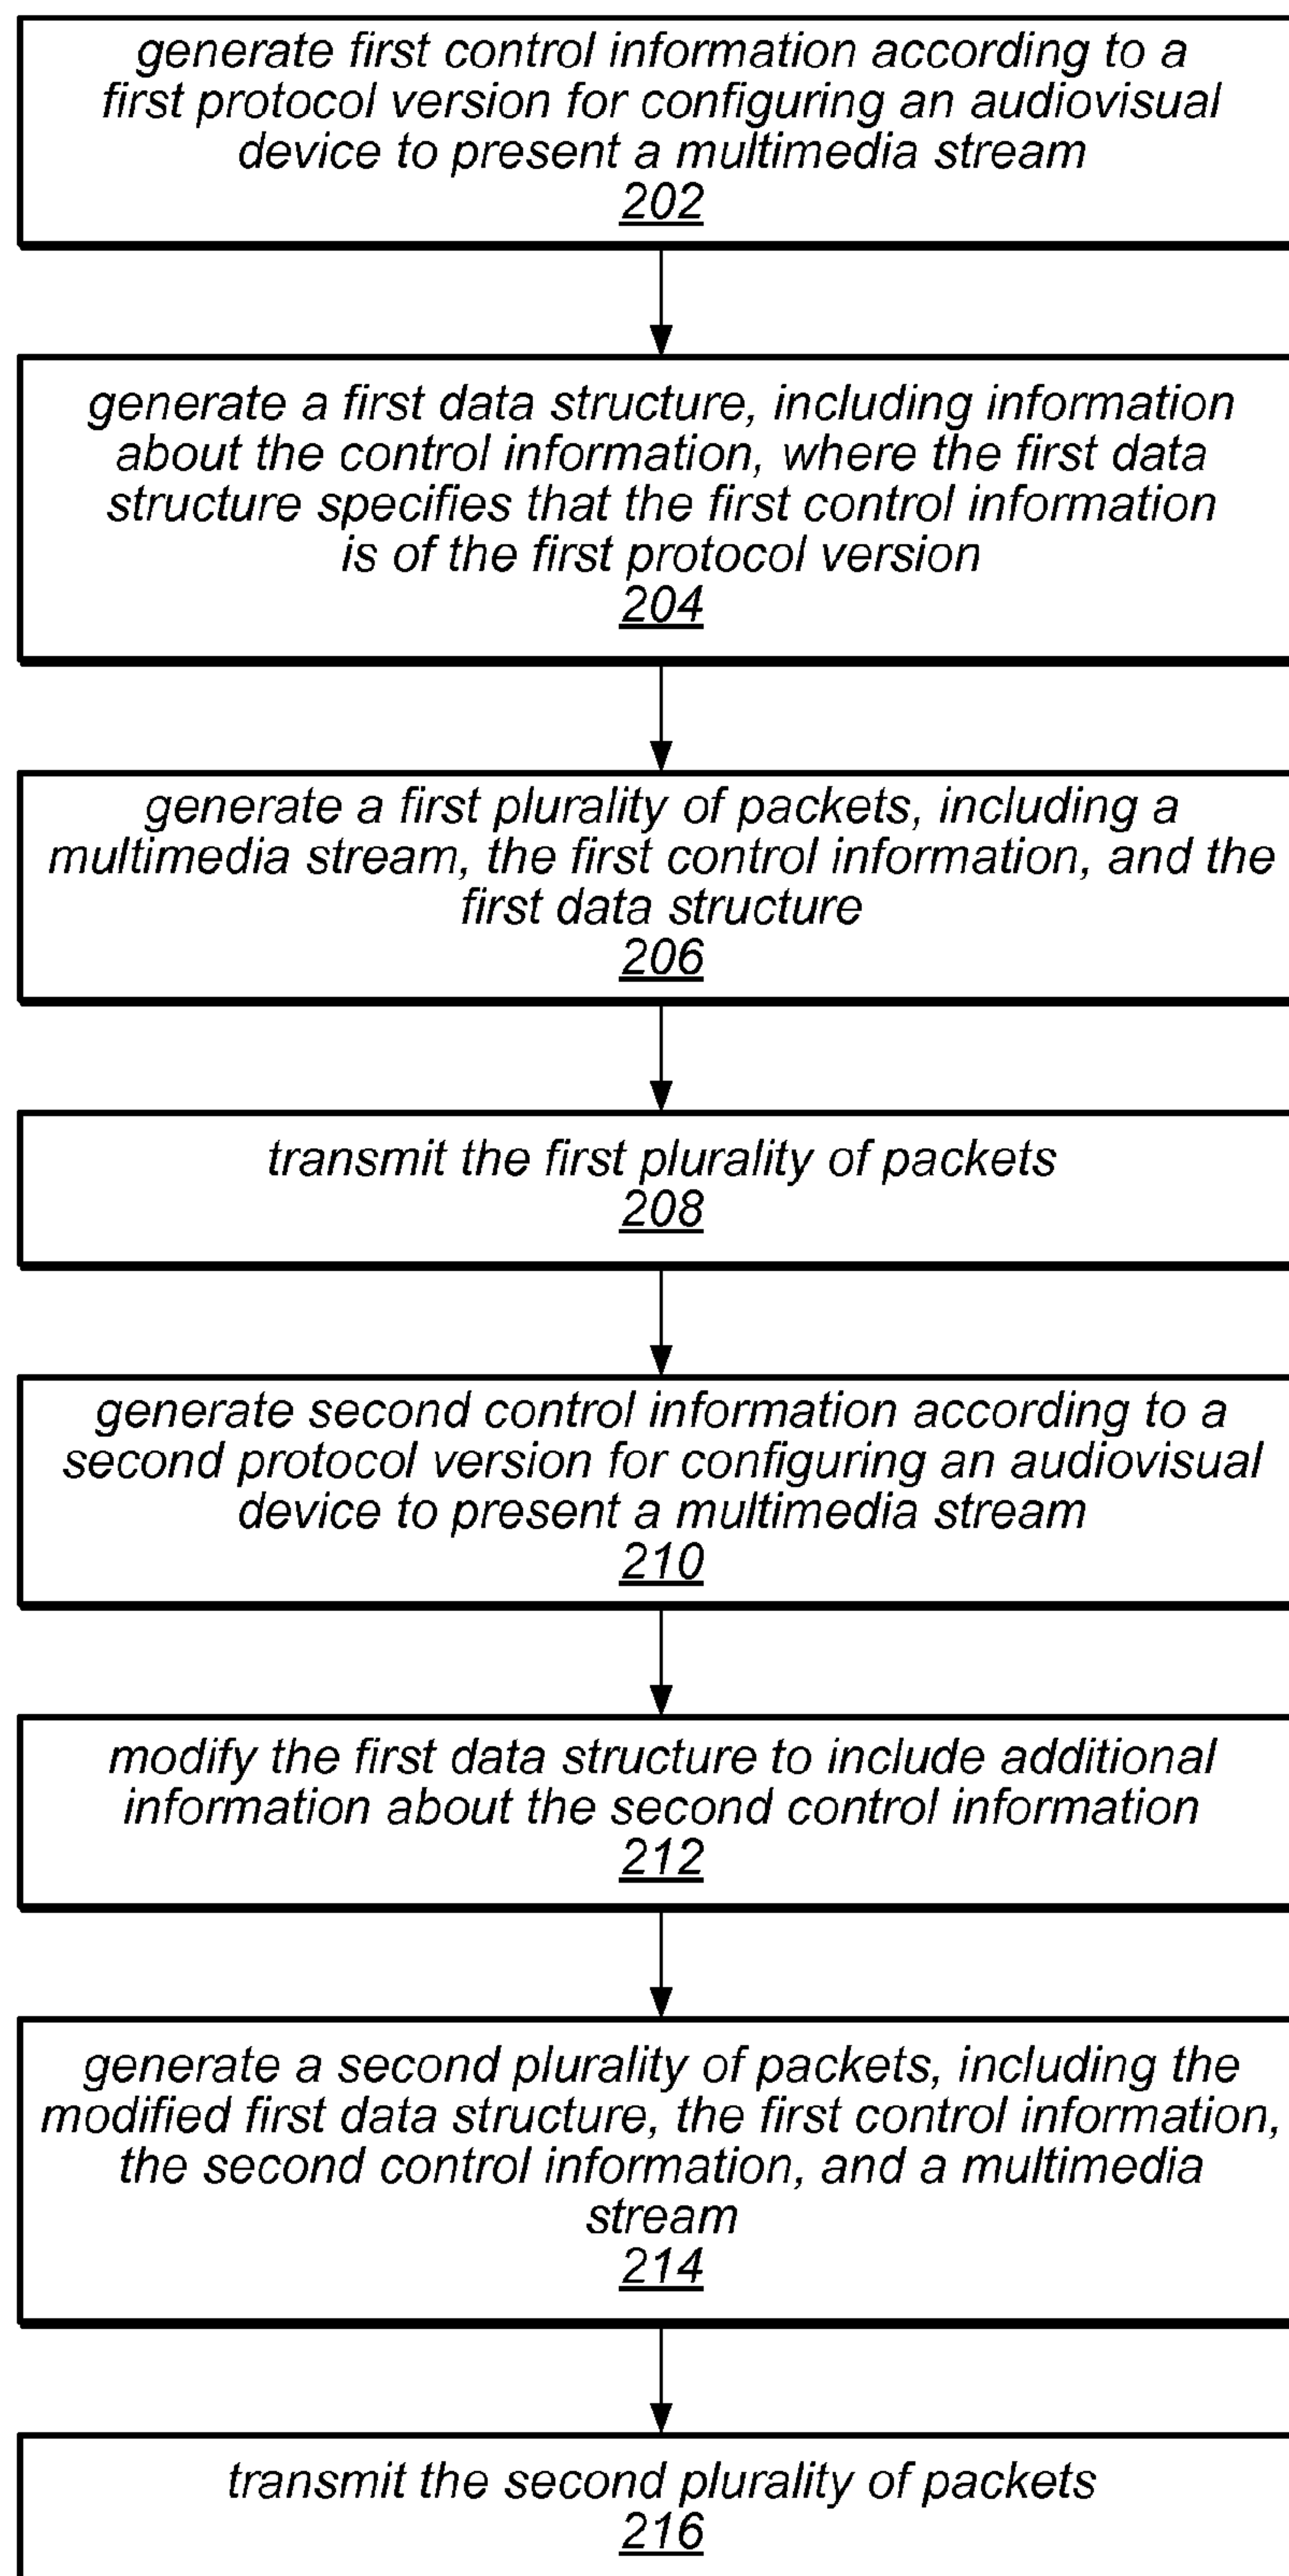 generate first control information according to a
first protocol version for configuring an audiovisual
device to present a multimedia stream
202
generate a first data structure, including information
about the control information, where the first data
structure specifies that the first control information
is of the first protocol version
204
generate a first plurality of packets, including a
multimedia stream, the first control information, and the
first data structure
206
transmit the first plurality of packets
208
generate second control information according to a
second protocol version for configuring an audiovisual
device to present a multimedia stream
210
modify the first data structure to include additional
information about the second control information
212
generate a second plurality of packets, including the
modified first data structure, the first control information,
the second control information, and a multimedia
stream
214
transmit the second plurality of packets
216